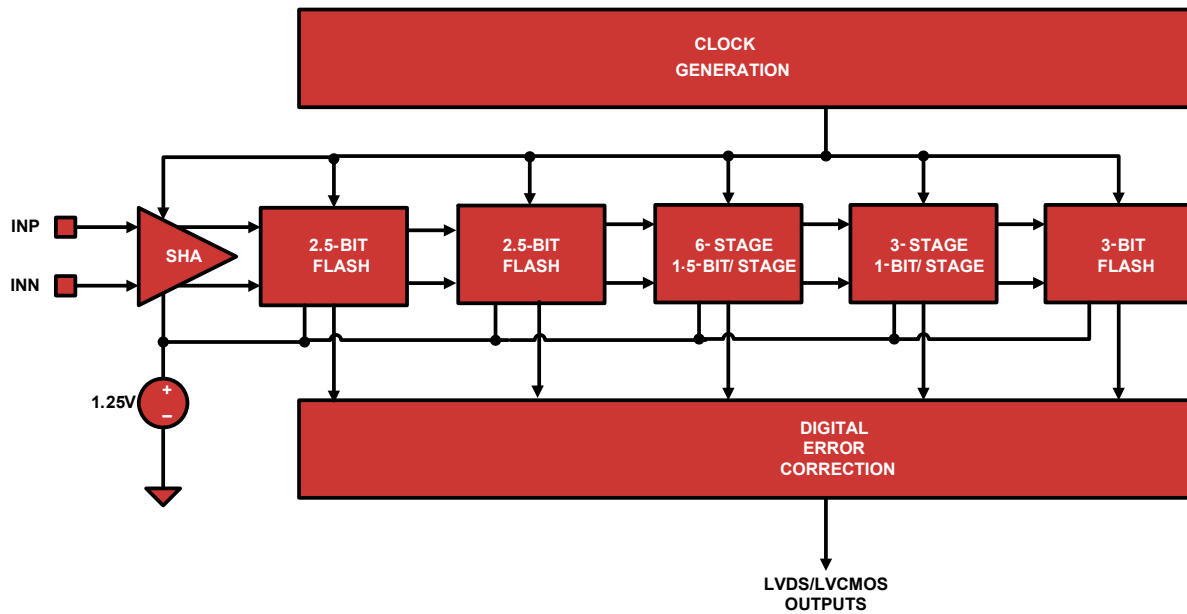 CLOCK
GENERATION
INP
INN
SHA
2.5-BIT
FLASH
2.5-BIT
FLASH
6- STAGE
1.5-BIT/ STAGE
3- STAGE
1-BIT/ STAGE
3-BIT
FLASH
1.25V
+
−
DIGITAL
ERROR
CORRECTION
LVDS/LVCMOS
OUTPUTS